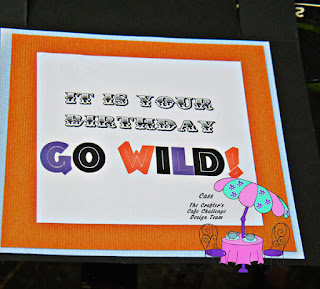 IT IS YOUR
BIRTHDAY
GO WILD!
Cass
The Crafter's
Cafe Challenge
Design Team